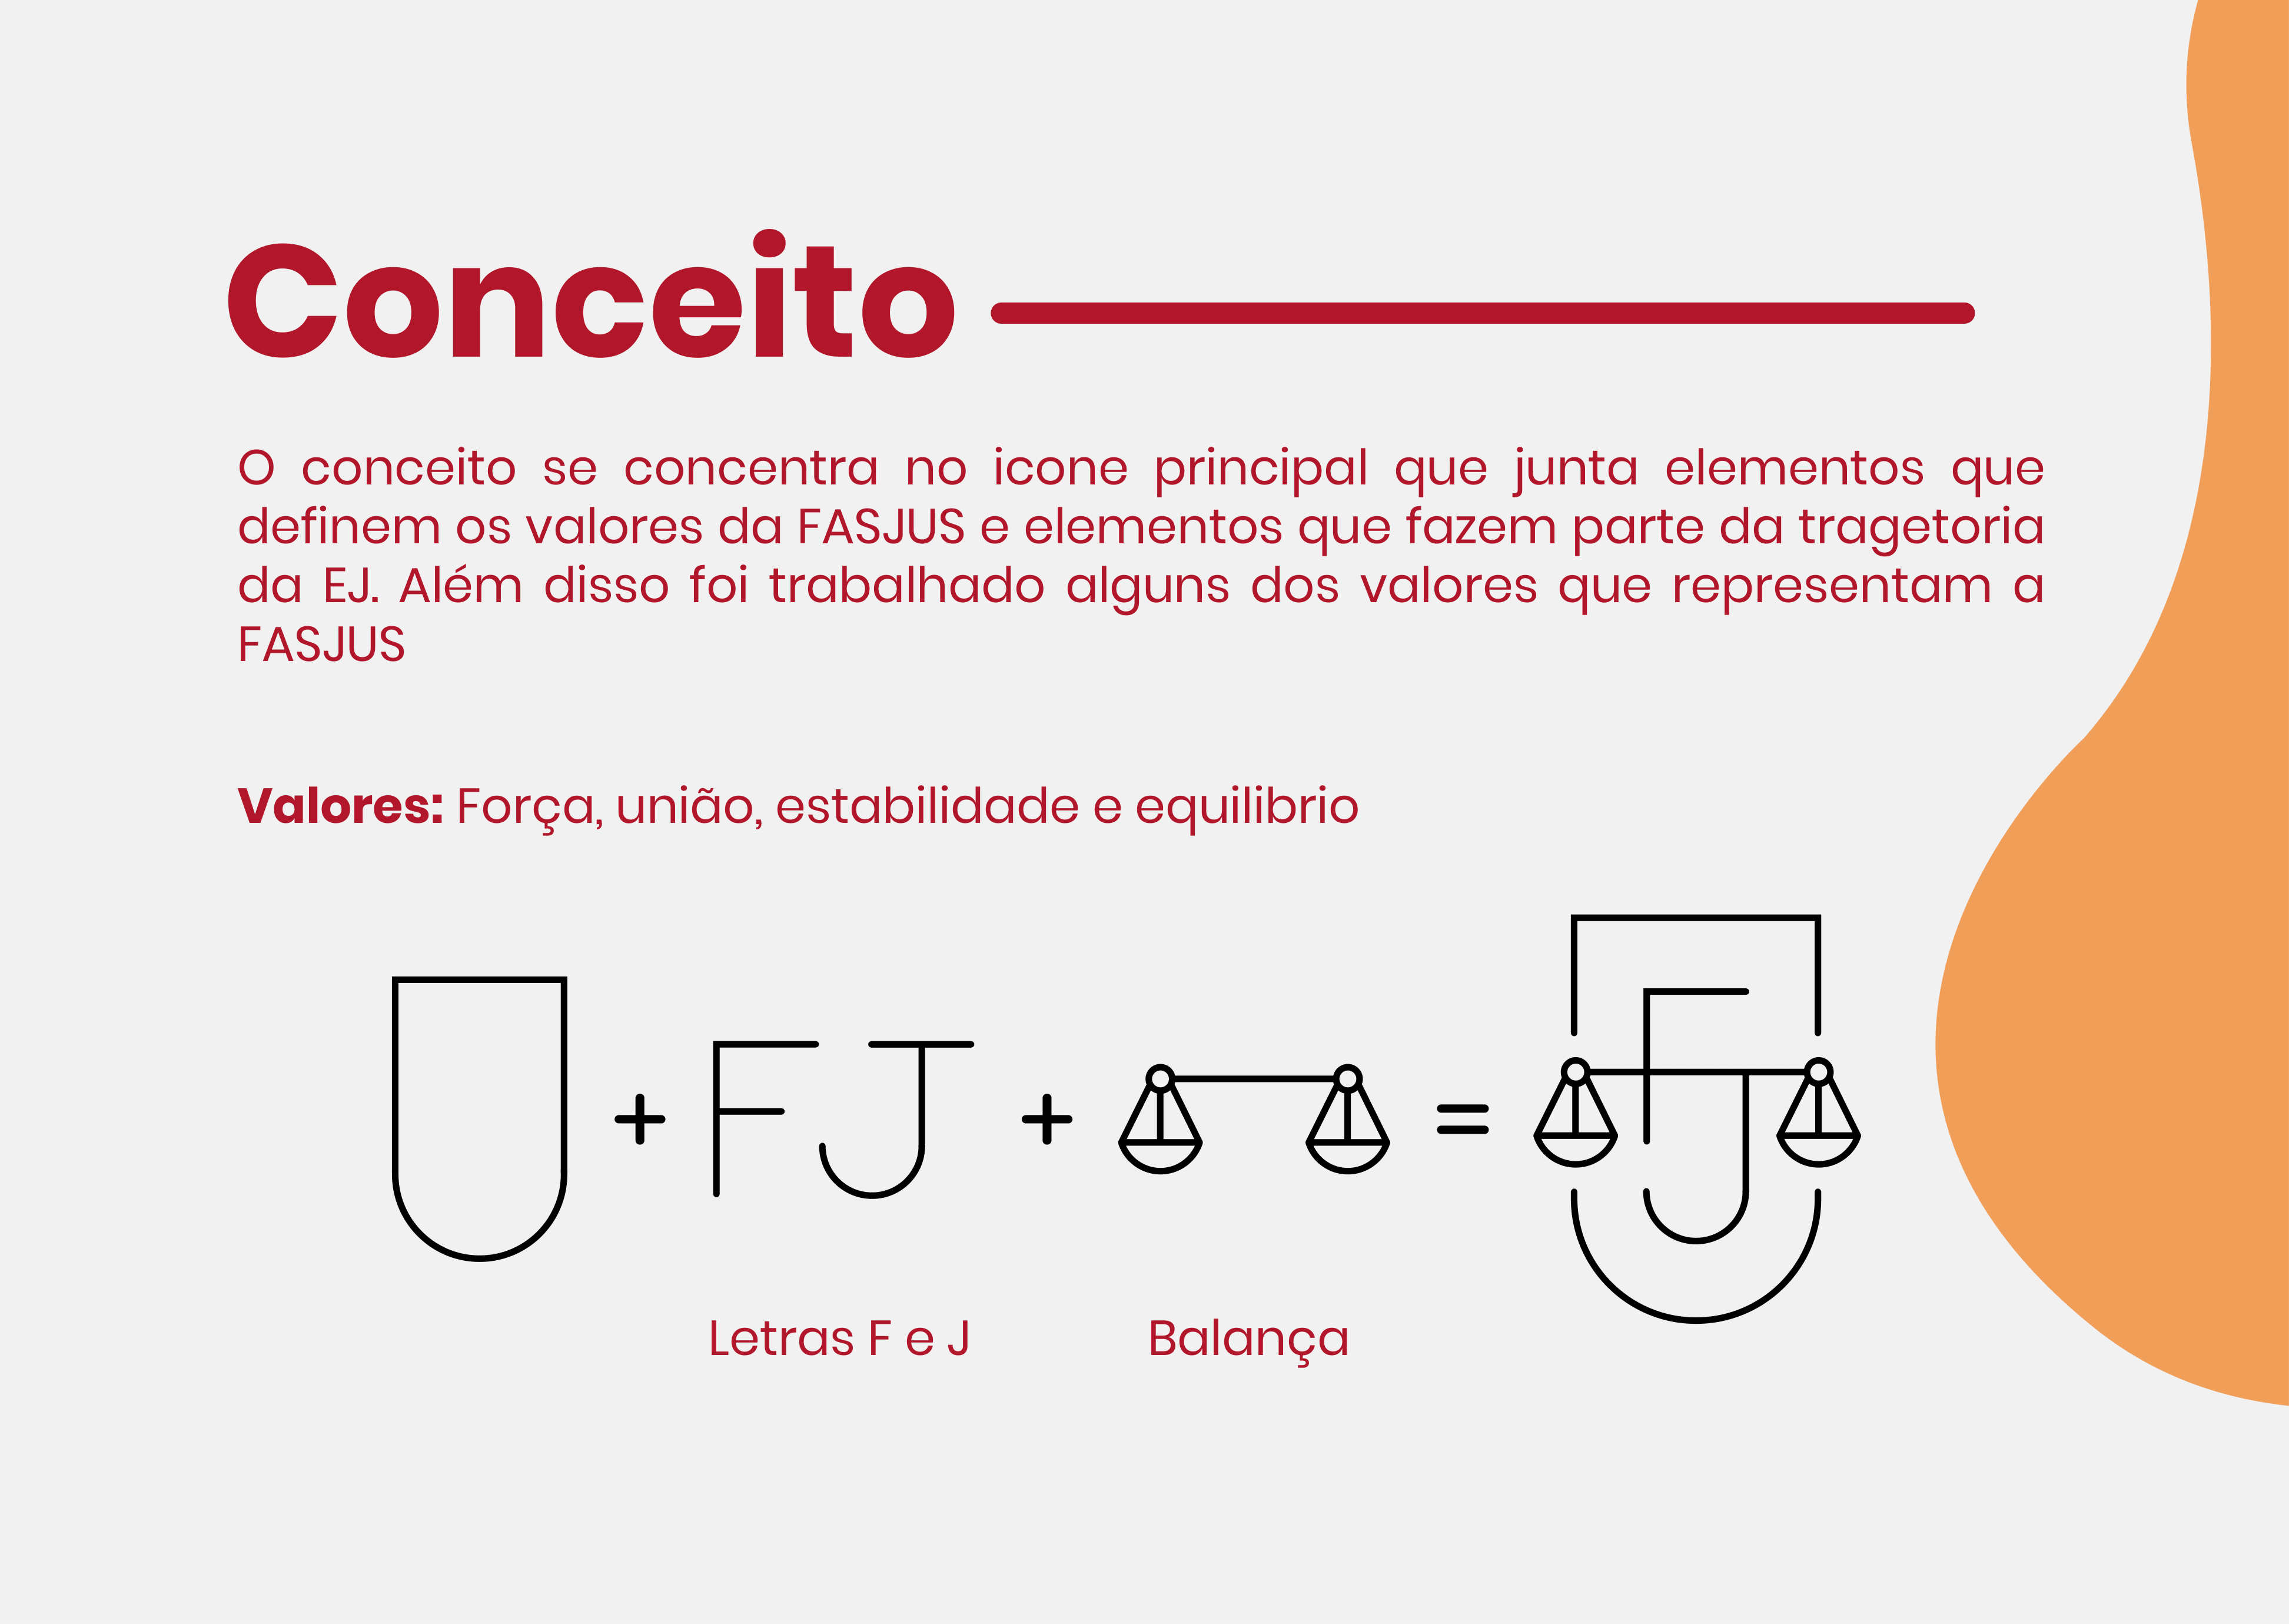 Conceito
O conceito se concentra no icone principal que junta elementos que
definem os valores da FASJUS e elementos que fazem parte da tragetoria
da EJ. Além disso foi trabalhado alguns dos valores que representam a
FASJUS
Valores: Força, união, estabilidade e equilibrio
+ F J + =
Letras F e J
Balança